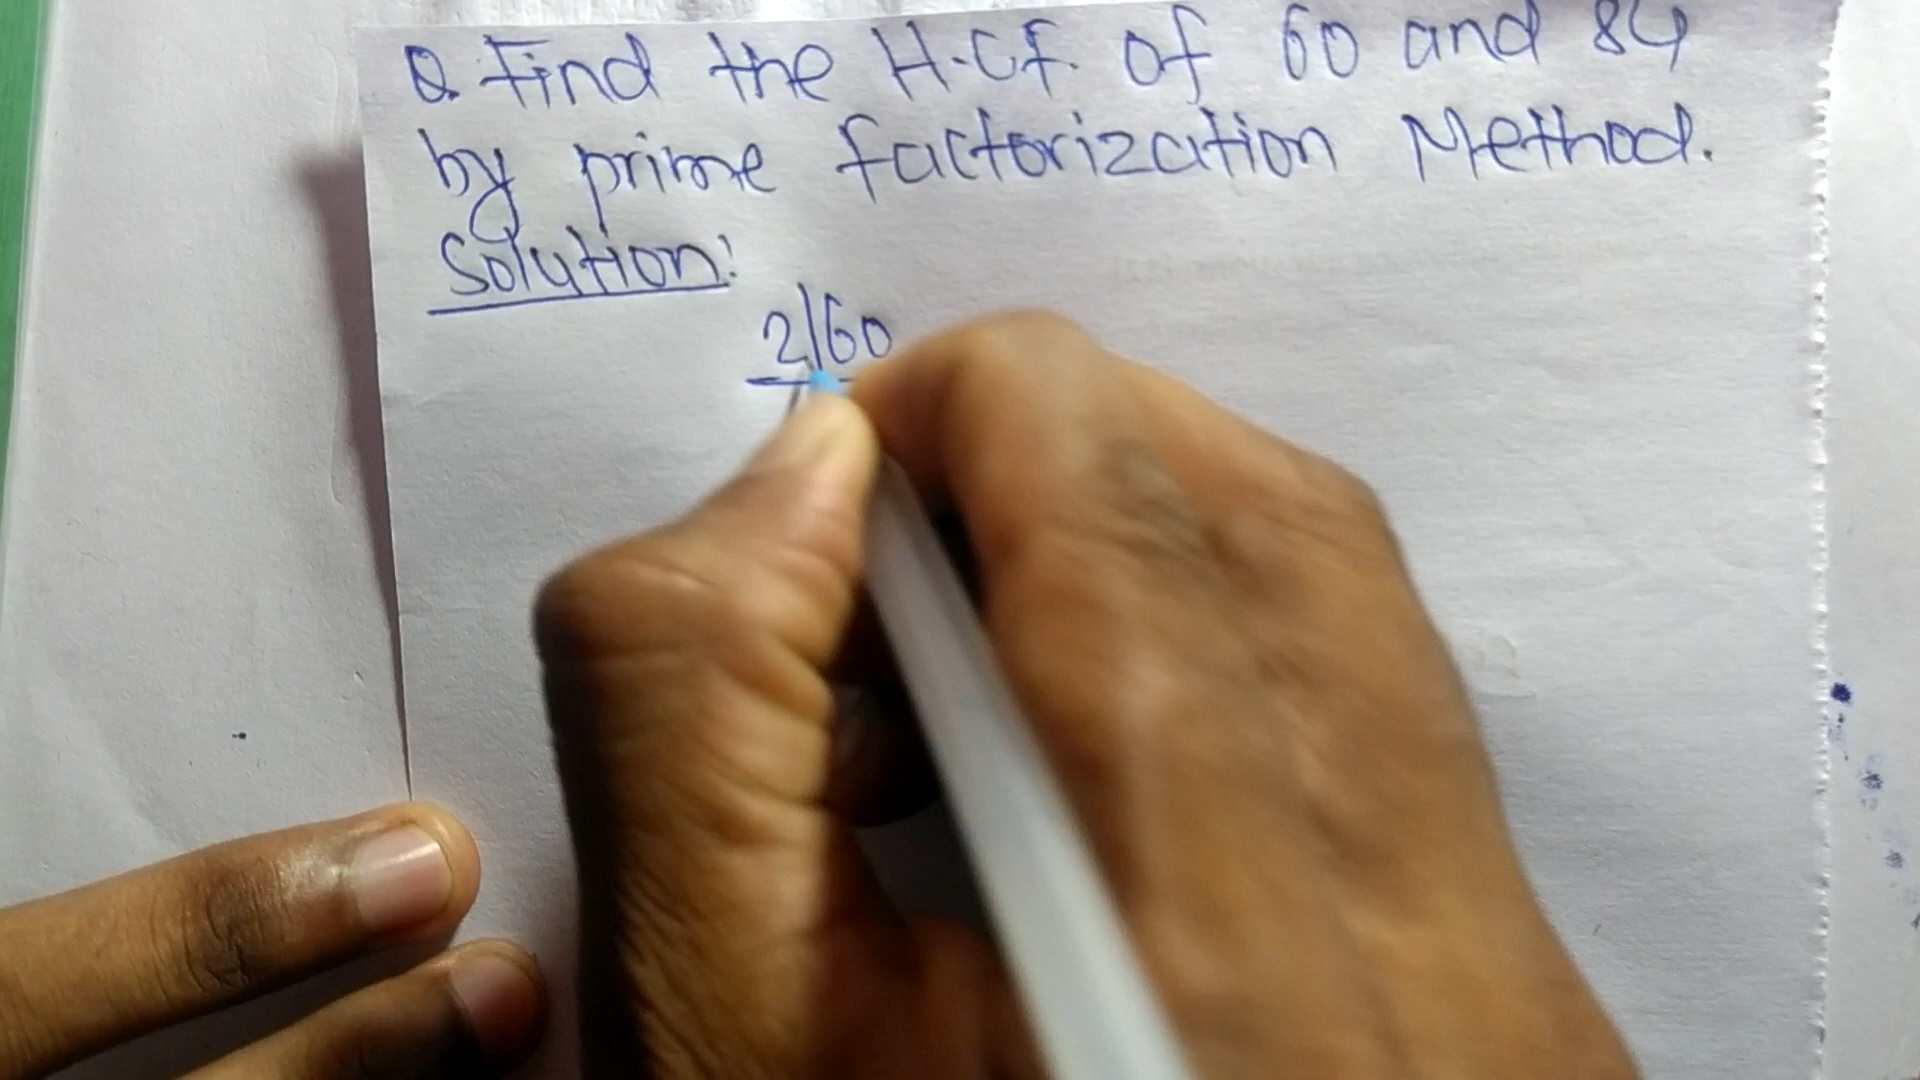 Q. Find the H.C.F. of 60 and 84
by prime factorization Method.
Solution:
2|60